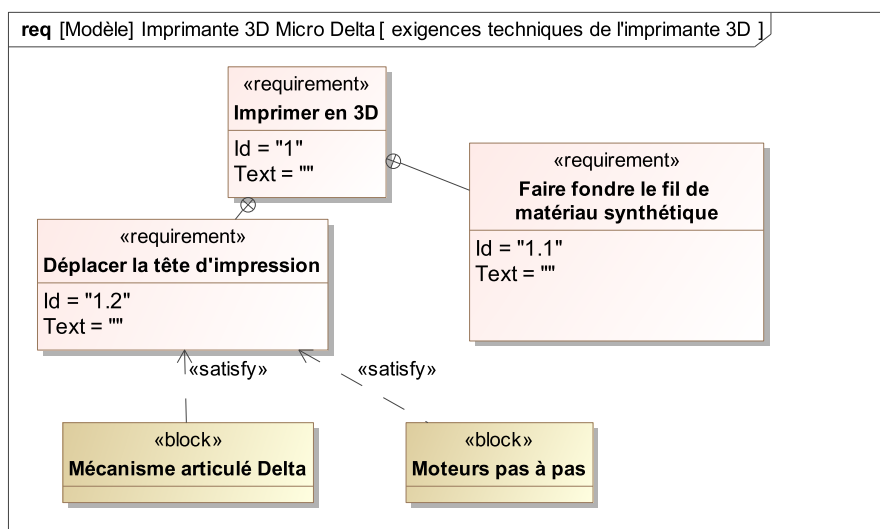 req [Modèle] Imprimante 3D Micro Delta [ exigences techniques de l'imprimante 3D ]
«requirement»
Imprimer en 3D
Id = "1"
Text = ""
«requirement»
Faire fondre le fil de
matériau synthétique
Id = "1.1"
Text = ""
«requirement»
Déplacer la tête d'impression
Id = "1.2"
Text = ""
«satisfy»
«satisfy»
«block»
Mécanisme articulé Delta
«block»
Moteurs pas à pas